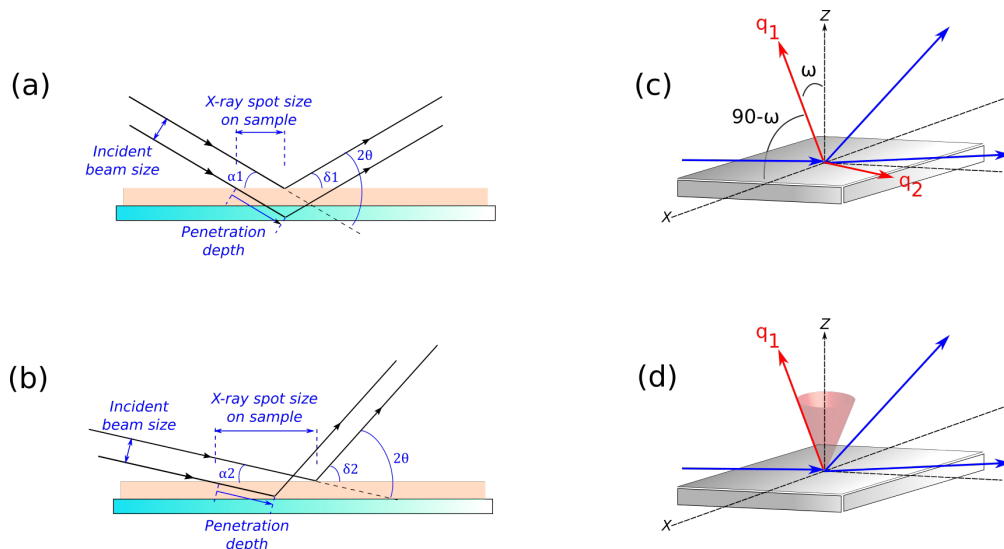 (a)
X-ray spot size
on sample
Incident
beam size
α1
δ1
2θ
Penetration
depth
(b)
Incident
beam size
X-ray spot size
on sample
α2
δ2
2θ
Penetration
depth
(c)
q1
z
ω
90-ω
q2
x
(d)
q1
z
x